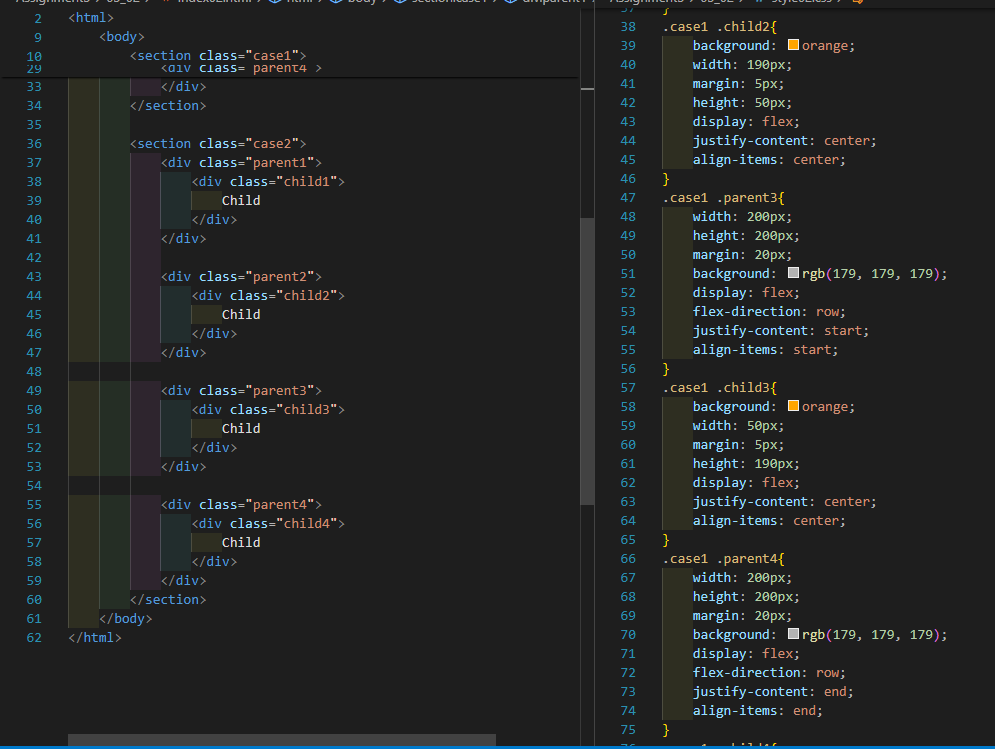 2 <html>
9 <body>
10 <section class="case1">
29 <div class="parent4">
33 </div>
34 </section>
35
36 <section class="case2">
37 <div class="parent1">
38 <div class="child1">
39 Child
40 </div>
41 </div>
42
43 <div class="parent2">
44 <div class="child2">
45 Child
46 </div>
47 </div>
48
49 <div class="parent3">
50 <div class="child3">
51 Child
52 </div>
53 </div>
54
55 <div class="parent4">
56 <div class="child4">
57 Child
58 </div>
59 </div>
60 </section>
61 </body>
62 </html>
37 }
38 .case1 .child2{
39 background: orange;
40 width: 190px;
41 margin: 5px;
42 height: 50px;
43 display: flex;
44 justify-content: center;
45 align-items: center;
46 }
47 .case1 .parent3{
48 width: 200px;
49 height: 200px;
50 margin: 20px;
51 background: rgb(179, 179, 179);
52 display: flex;
53 flex-direction: row;
54 justify-content: start;
55 align-items: start;
56 }
57 .case1 .child3{
58 background: orange;
59 width: 50px;
60 margin: 5px;
61 height: 190px;
62 display: flex;
63 justify-content: center;
64 align-items: center;
65 }
66 .case1 .parent4{
67 width: 200px;
68 height: 200px;
69 margin: 20px;
70 background: rgb(179, 179, 179);
71 display: flex;
72 flex-direction: row;
73 justify-content: end;
74 align-items: end;
75 }